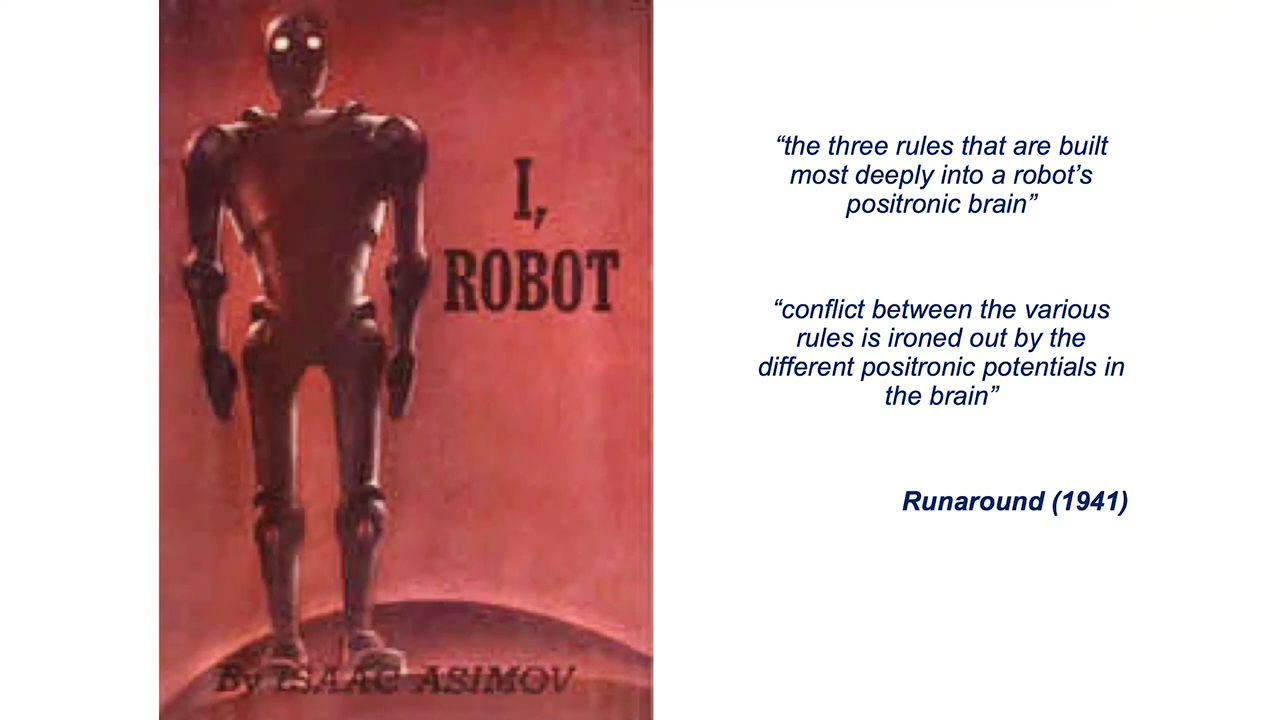 I,
ROBOT
By ISAAC ASIMOV
“the three rules that are built
most deeply into a robot’s
positronic brain”
“conflict between the various
rules is ironed out by the
different positronic potentials in
the brain”
Runaround (1941)